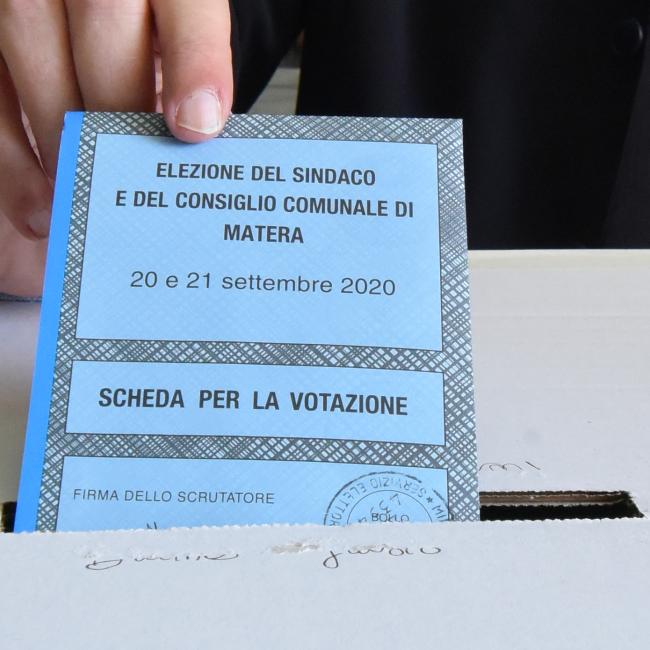 ELEZIONE DEL SINDACO
E DEL CONSIGLIO COMUNALE DI
MATERA
20 e 21 settembre 2020
SCHEDA PER LA VOTAZIONE
FIRMA DELLO SCRUTATORE
BOLLO